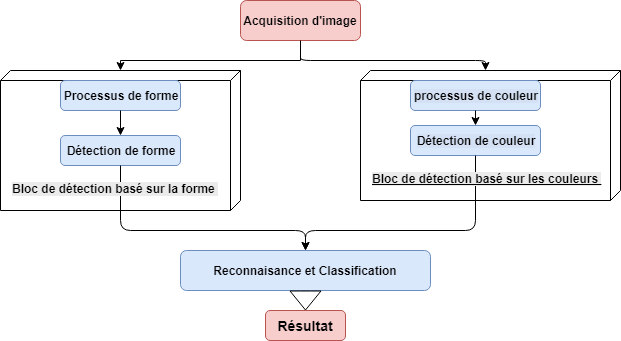 Acquisition d'image
Processus de forme
Détection de forme
Bloc de détection basé sur la forme
processus de couleur
Détection de couleur
Bloc de détection basé sur les couleurs
Reconnaisance et Classification
Résultat